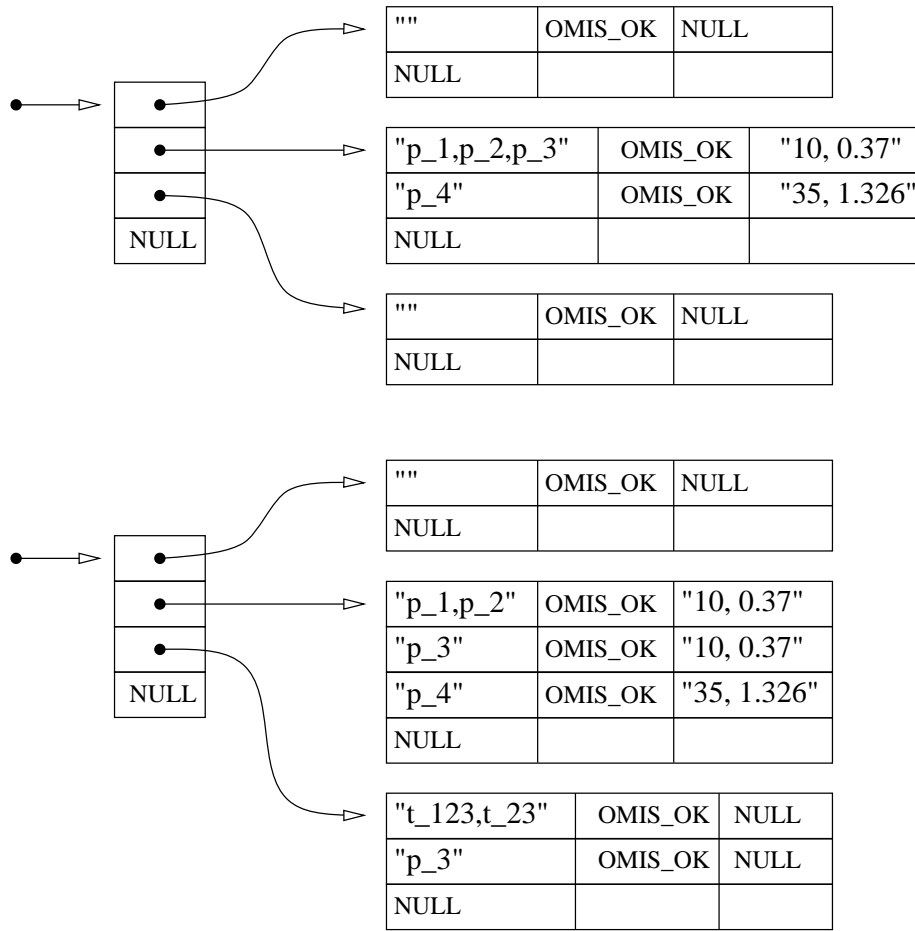 "" OMIS_OK NULL
NULL
"p_1,p_2,p_3" OMIS_OK "10, 0.37"
"p_4" OMIS_OK "35, 1.326"
NULL
NULL
"" OMIS_OK NULL
NULL
"" OMIS_OK NULL
NULL
"p_1,p_2" OMIS_OK "10, 0.37"
"p_3" OMIS_OK "10, 0.37"
"p_4" OMIS_OK "35, 1.326"
NULL
NULL
"t_123,t_23" OMIS_OK NULL
"p_3" OMIS_OK NULL
NULL